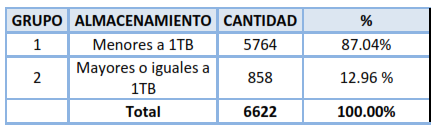 GRUPO ALMACENAMIENTO CANTIDAD %
1 Menores a 1TB 5764 87.04%
2 Mayores o iguales a 1TB 858 12.96 %
Total 6622 100.00%